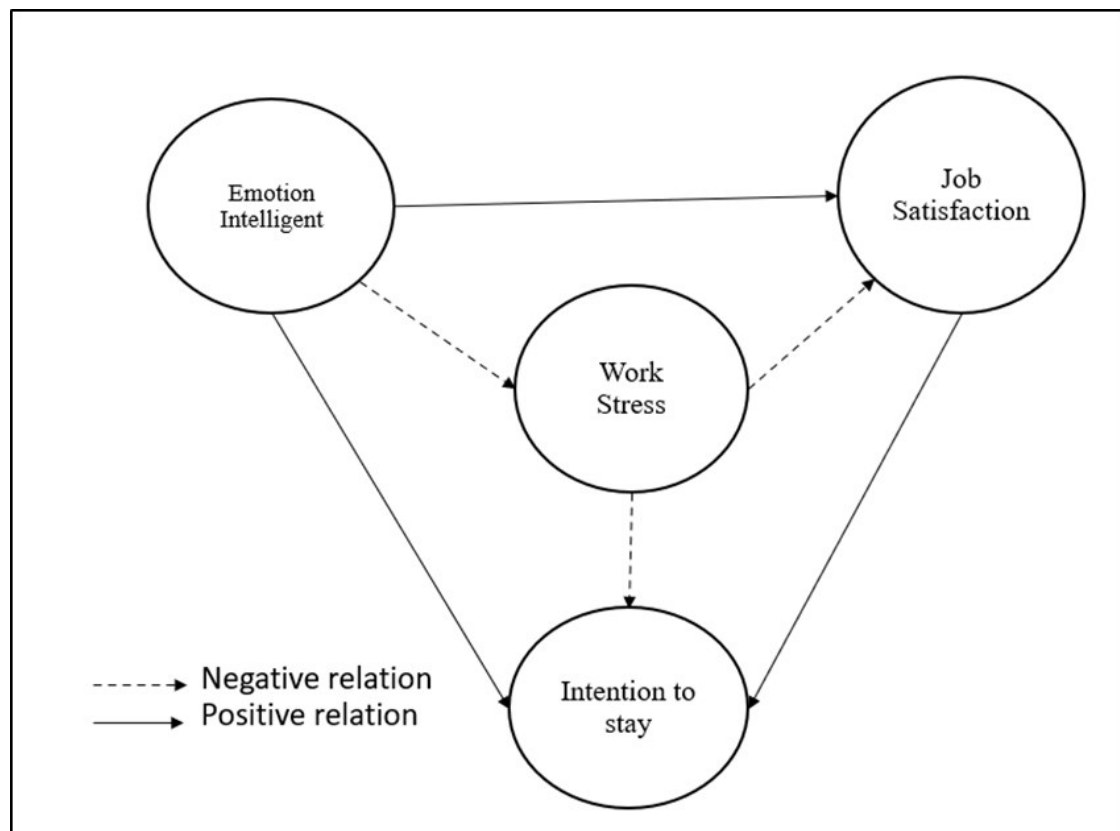 Emotion
Intelligent
Job
Satisfaction
Work
Stress
Intention to
stay
Negative relation
Positive relation